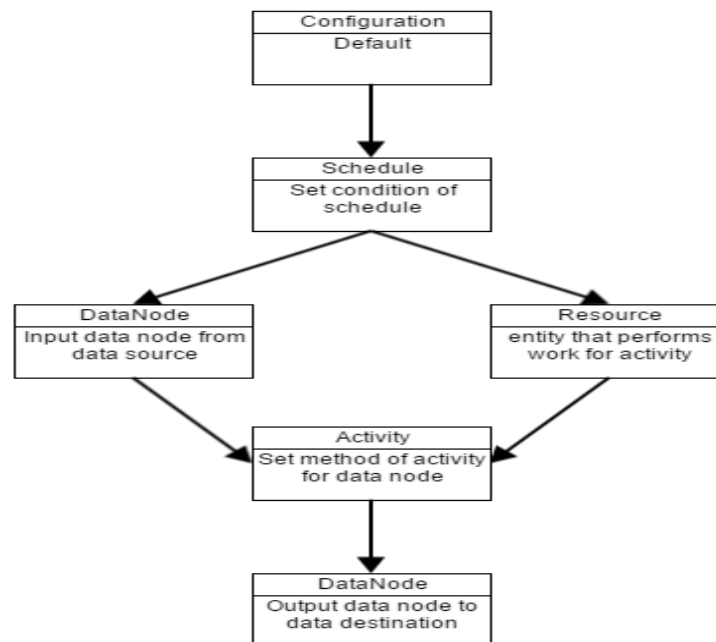 Configuration
Default
Schedule
Set condition of
schedule
DataNode
Input data node from
data source
Resource
entity that performs
work for activity
Activity
Set method of activity
for data node
DataNode
Output data node to
data destination